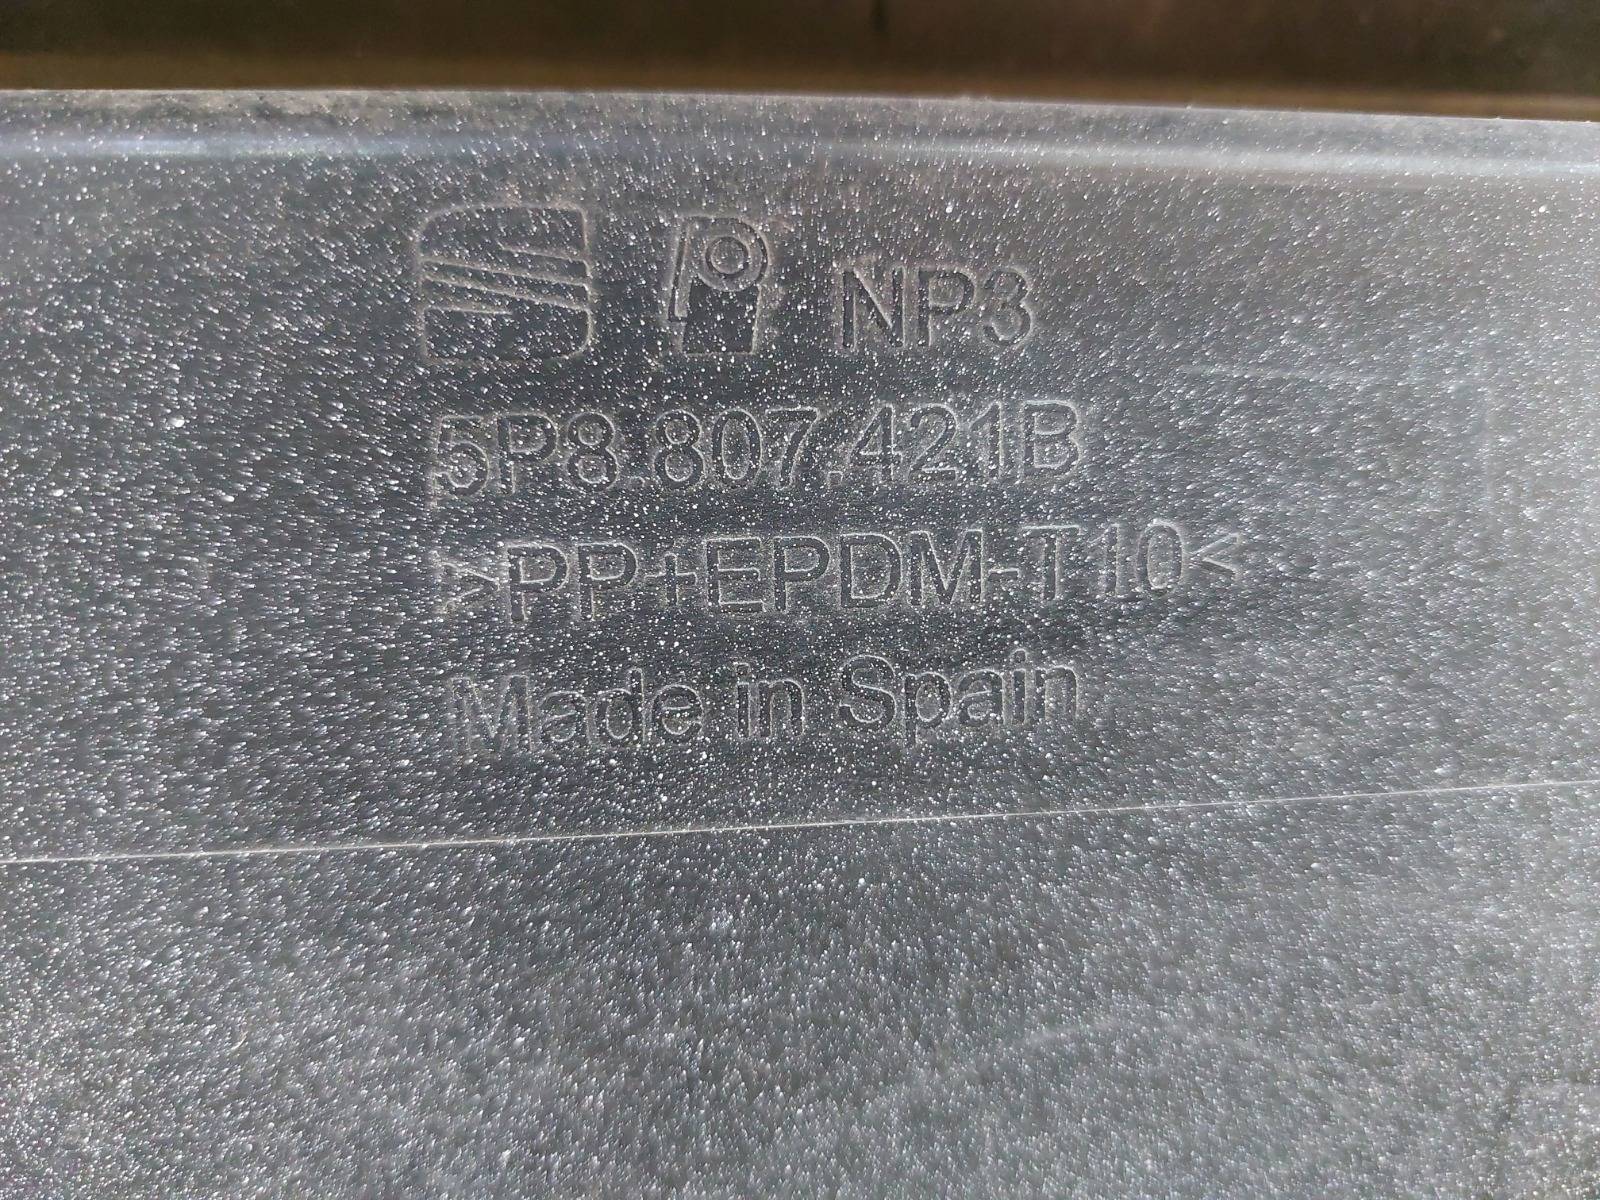 NP3
5P8.807.421B
>PP+EPDM-T10<
Made in Spain